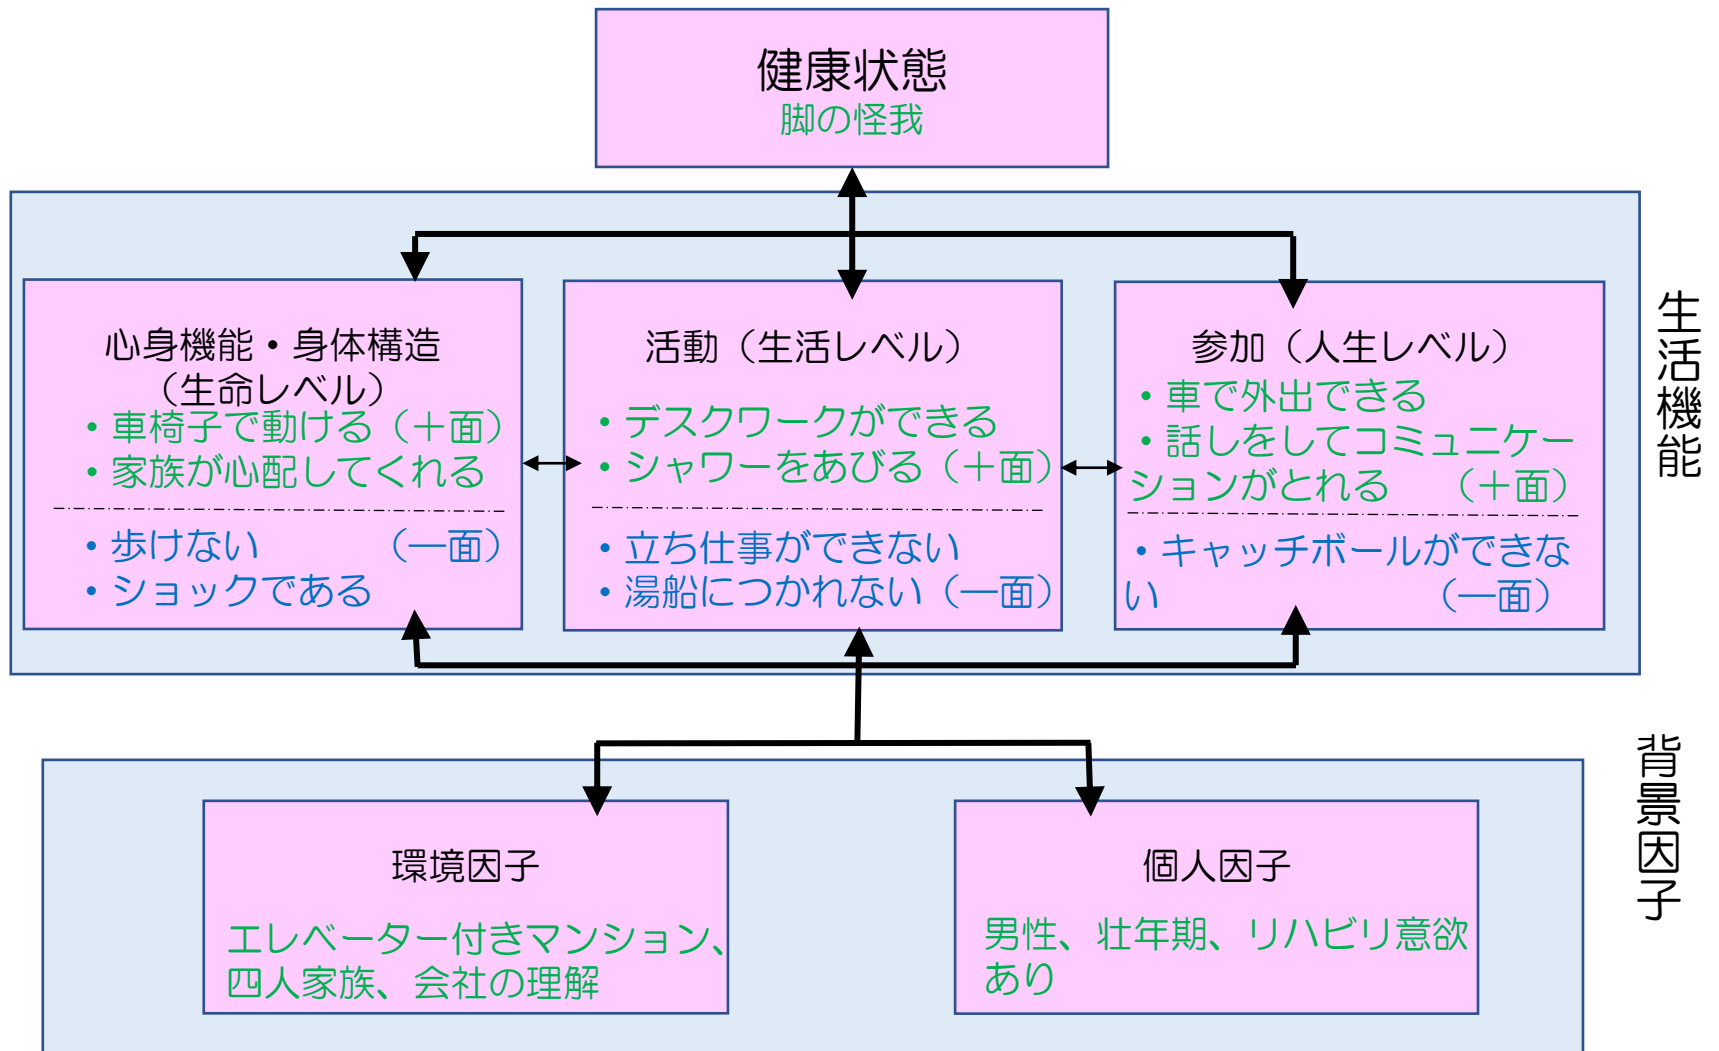 健康状態
脚の怪我
生活機能
心身機能・身体構造
（生命レベル）
・車椅子で動ける（＋面）
・家族が心配してくれる
・歩けない　　　（―面）
・ショックである
活動（生活レベル）
・デスクワークができる
・シャワーをあびる（＋面）
・立ち仕事ができない
・湯船につかれない（―面）
参加（人生レベル）
・車で外出できる
・話しをしてコミュニケー
ションがとれる　（＋面）
・キャッチボールができな
い　　　　　　　（―面）
背景因子
環境因子
エレベーター付きマンション、
四人家族、会社の理解
個人因子
男性、壮年期、リハビリ意欲
あり